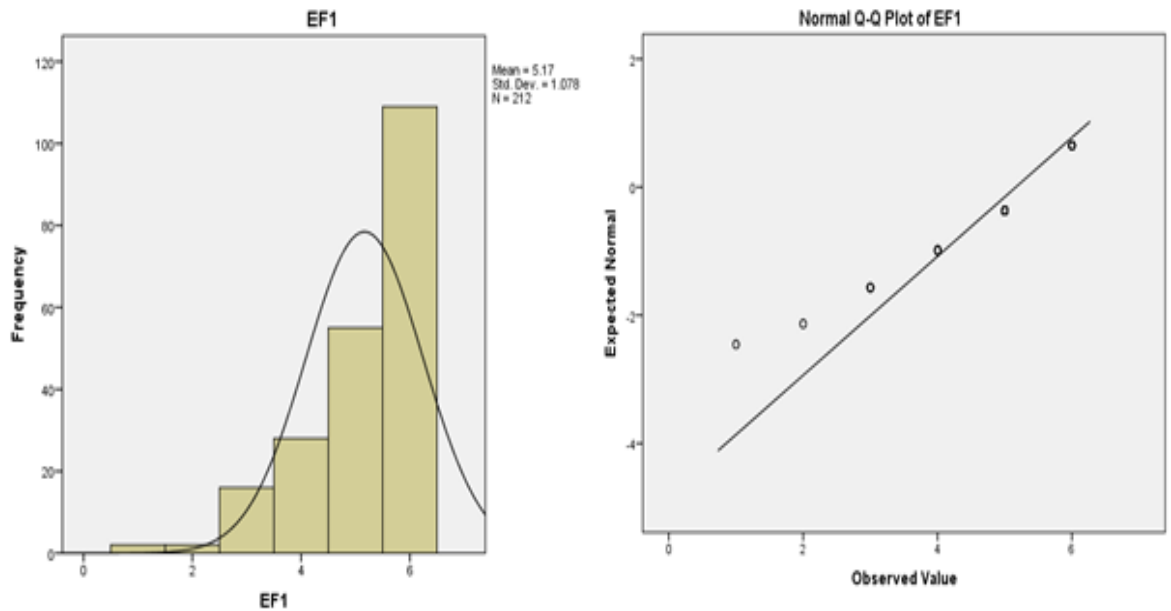 EF1
Mean = 5.17
Std. Dev. = 1.078
N = 212
Frequency
120
100
80
60
40
20
0
0 2 4 6
EF1
Normal Q-Q Plot of EF1
Expected Normal
2
0
-2
-4
0 2 4 6
Observed Value